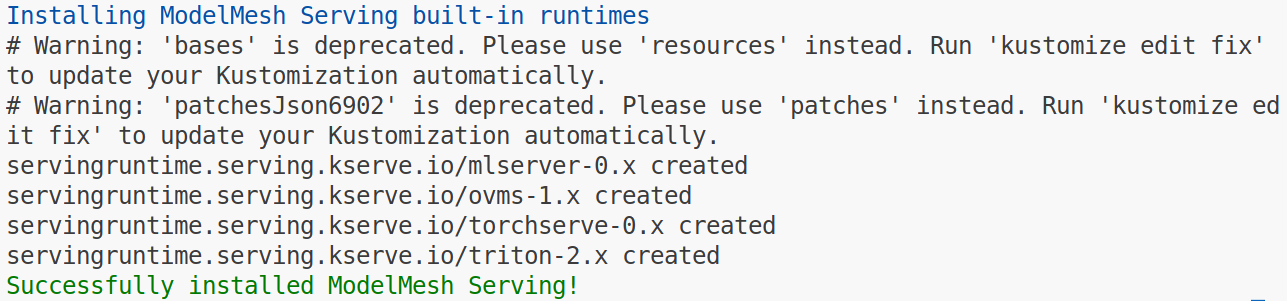 Installing ModelMesh Serving built-in runtimes
# Warning: 'bases' is deprecated. Please use 'resources' instead. Run 'kustomize edit fix'
to update your Kustomization automatically.
# Warning: 'patchesJson6902' is deprecated. Please use 'patches' instead. Run 'kustomize ed
it fix' to update your Kustomization automatically.
servingruntime.serving.kserve.io/mlserver-0.x created
servingruntime.serving.kserve.io/ovms-1.x created
servingruntime.serving.kserve.io/torchserve-0.x created
servingruntime.serving.kserve.io/triton-2.x created
Successfully installed ModelMesh Serving!